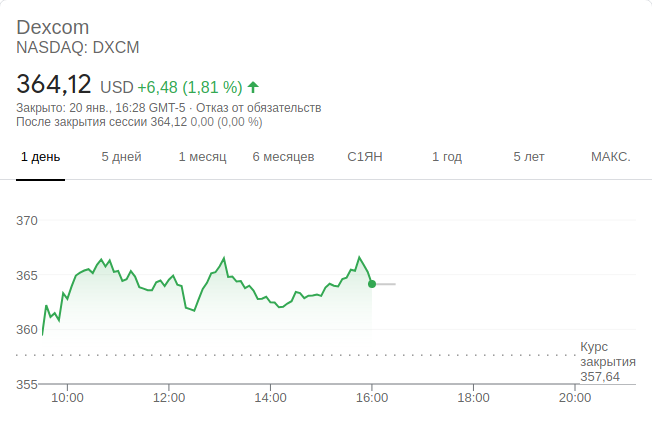 Dexcom
NASDAQ: DXCM
364,12 USD +6,48 (1,81 %)
Закрыто: 20 янв., 16:28 GMT-5 · Отказ от обязательств
После закрытия сессии 364,12 0,00 (0,00 %)
1 день 5 дней 1 месяц 6 месяцев С1ЯН 1 год 5 лет МАКС.
370
365
360
Курс
закрытия
357,64
355
10:00 12:00 14:00 16:00 18:00 20:00